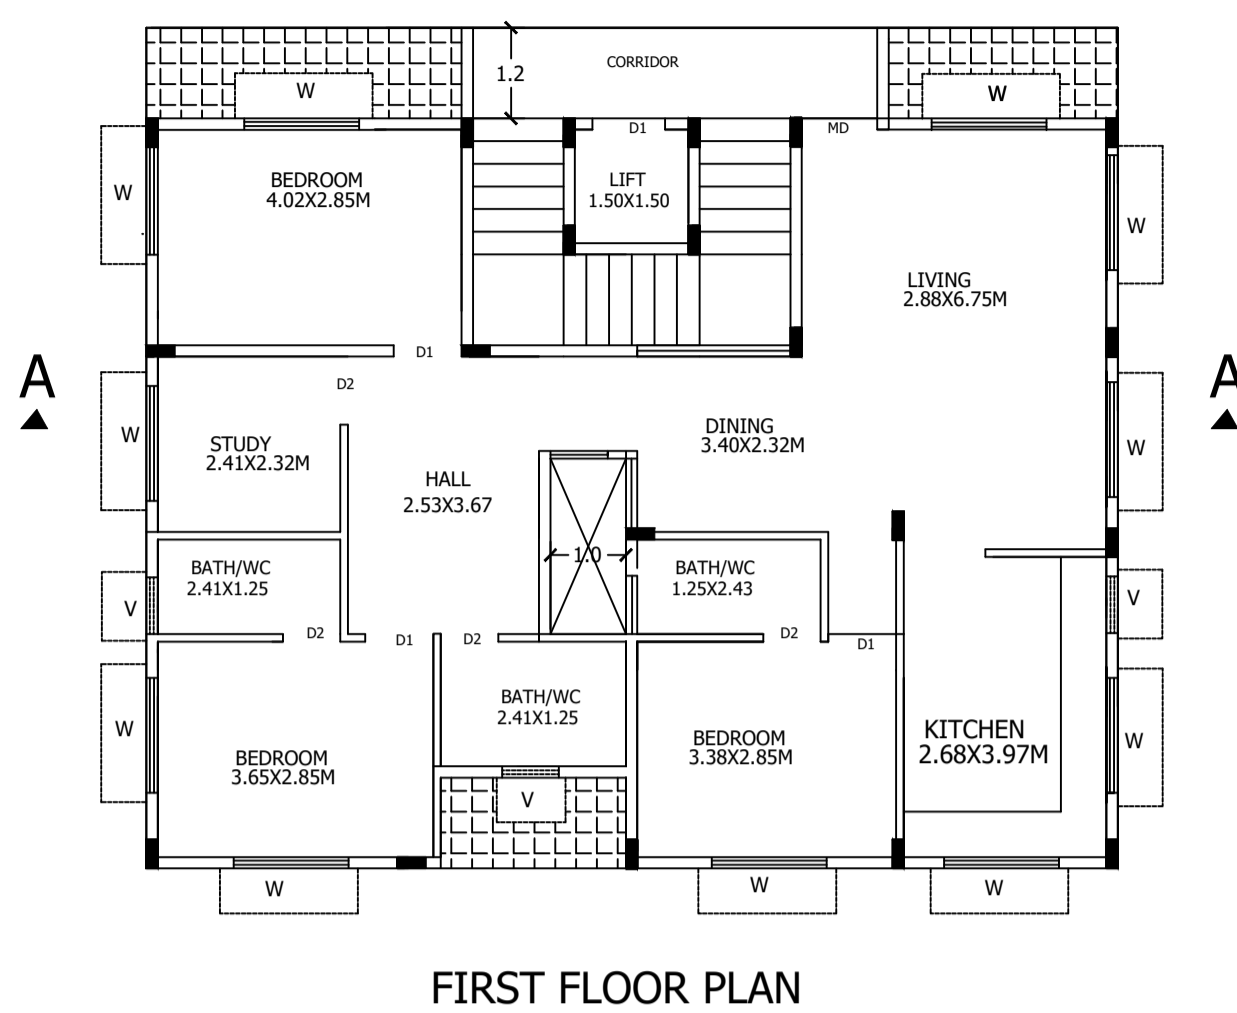 1.2
CORRIDOR
W
W
D1
MD
W
BEDROOM
4.02X2.85M
LIFT
1.50X1.50
W
LIVING
2.88X6.75M
D1
A
D2
A
W
STUDY
2.41X2.32M
DINING
3.40X2.32M
W
HALL
2.53X3.67
1.0
BATH/WC
2.41X1.25
BATH/WC
1.25X2.43
V
V
D2
D1
D2
D2
D1
W
BATH/WC
2.41X1.25
KITCHEN
2.68X3.97M
W
BEDROOM
3.65X2.85M
BEDROOM
3.38X2.85M
V
W
W
W
FIRST FLOOR PLAN